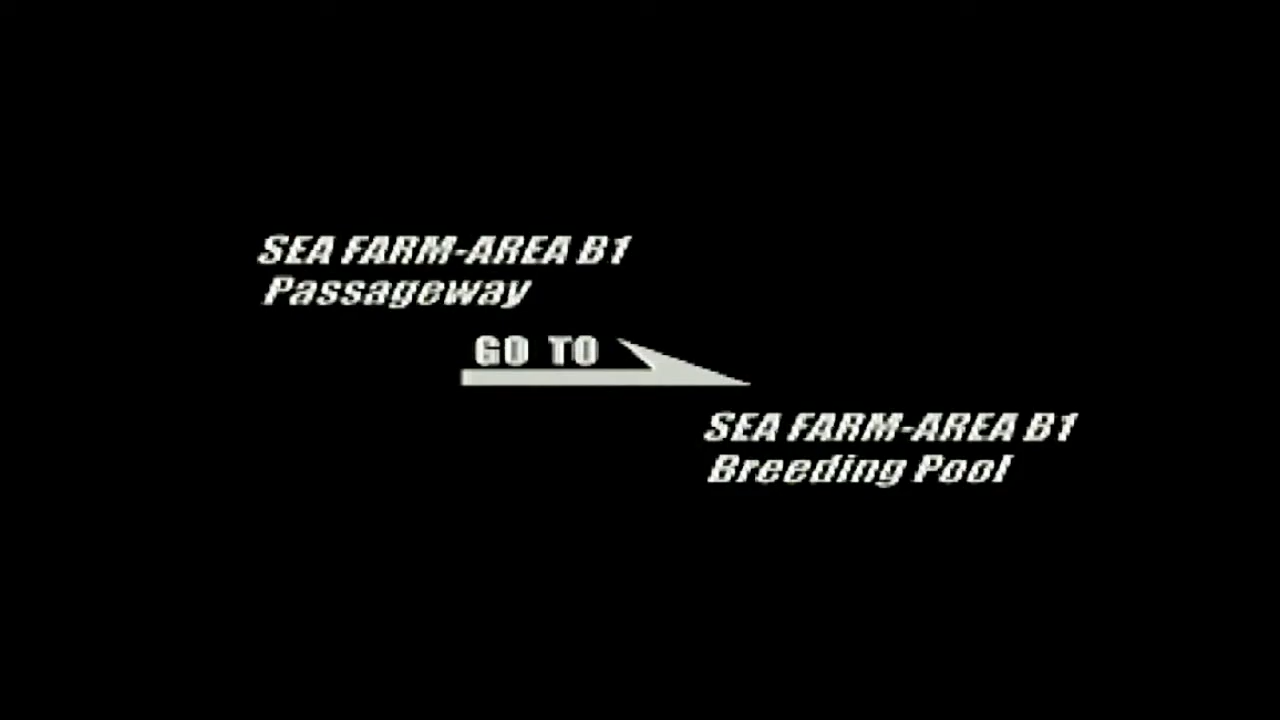 SEA FARM-AREA B1
Passageway
GO TO
SEA FARM-AREA B1
Breeding Pool